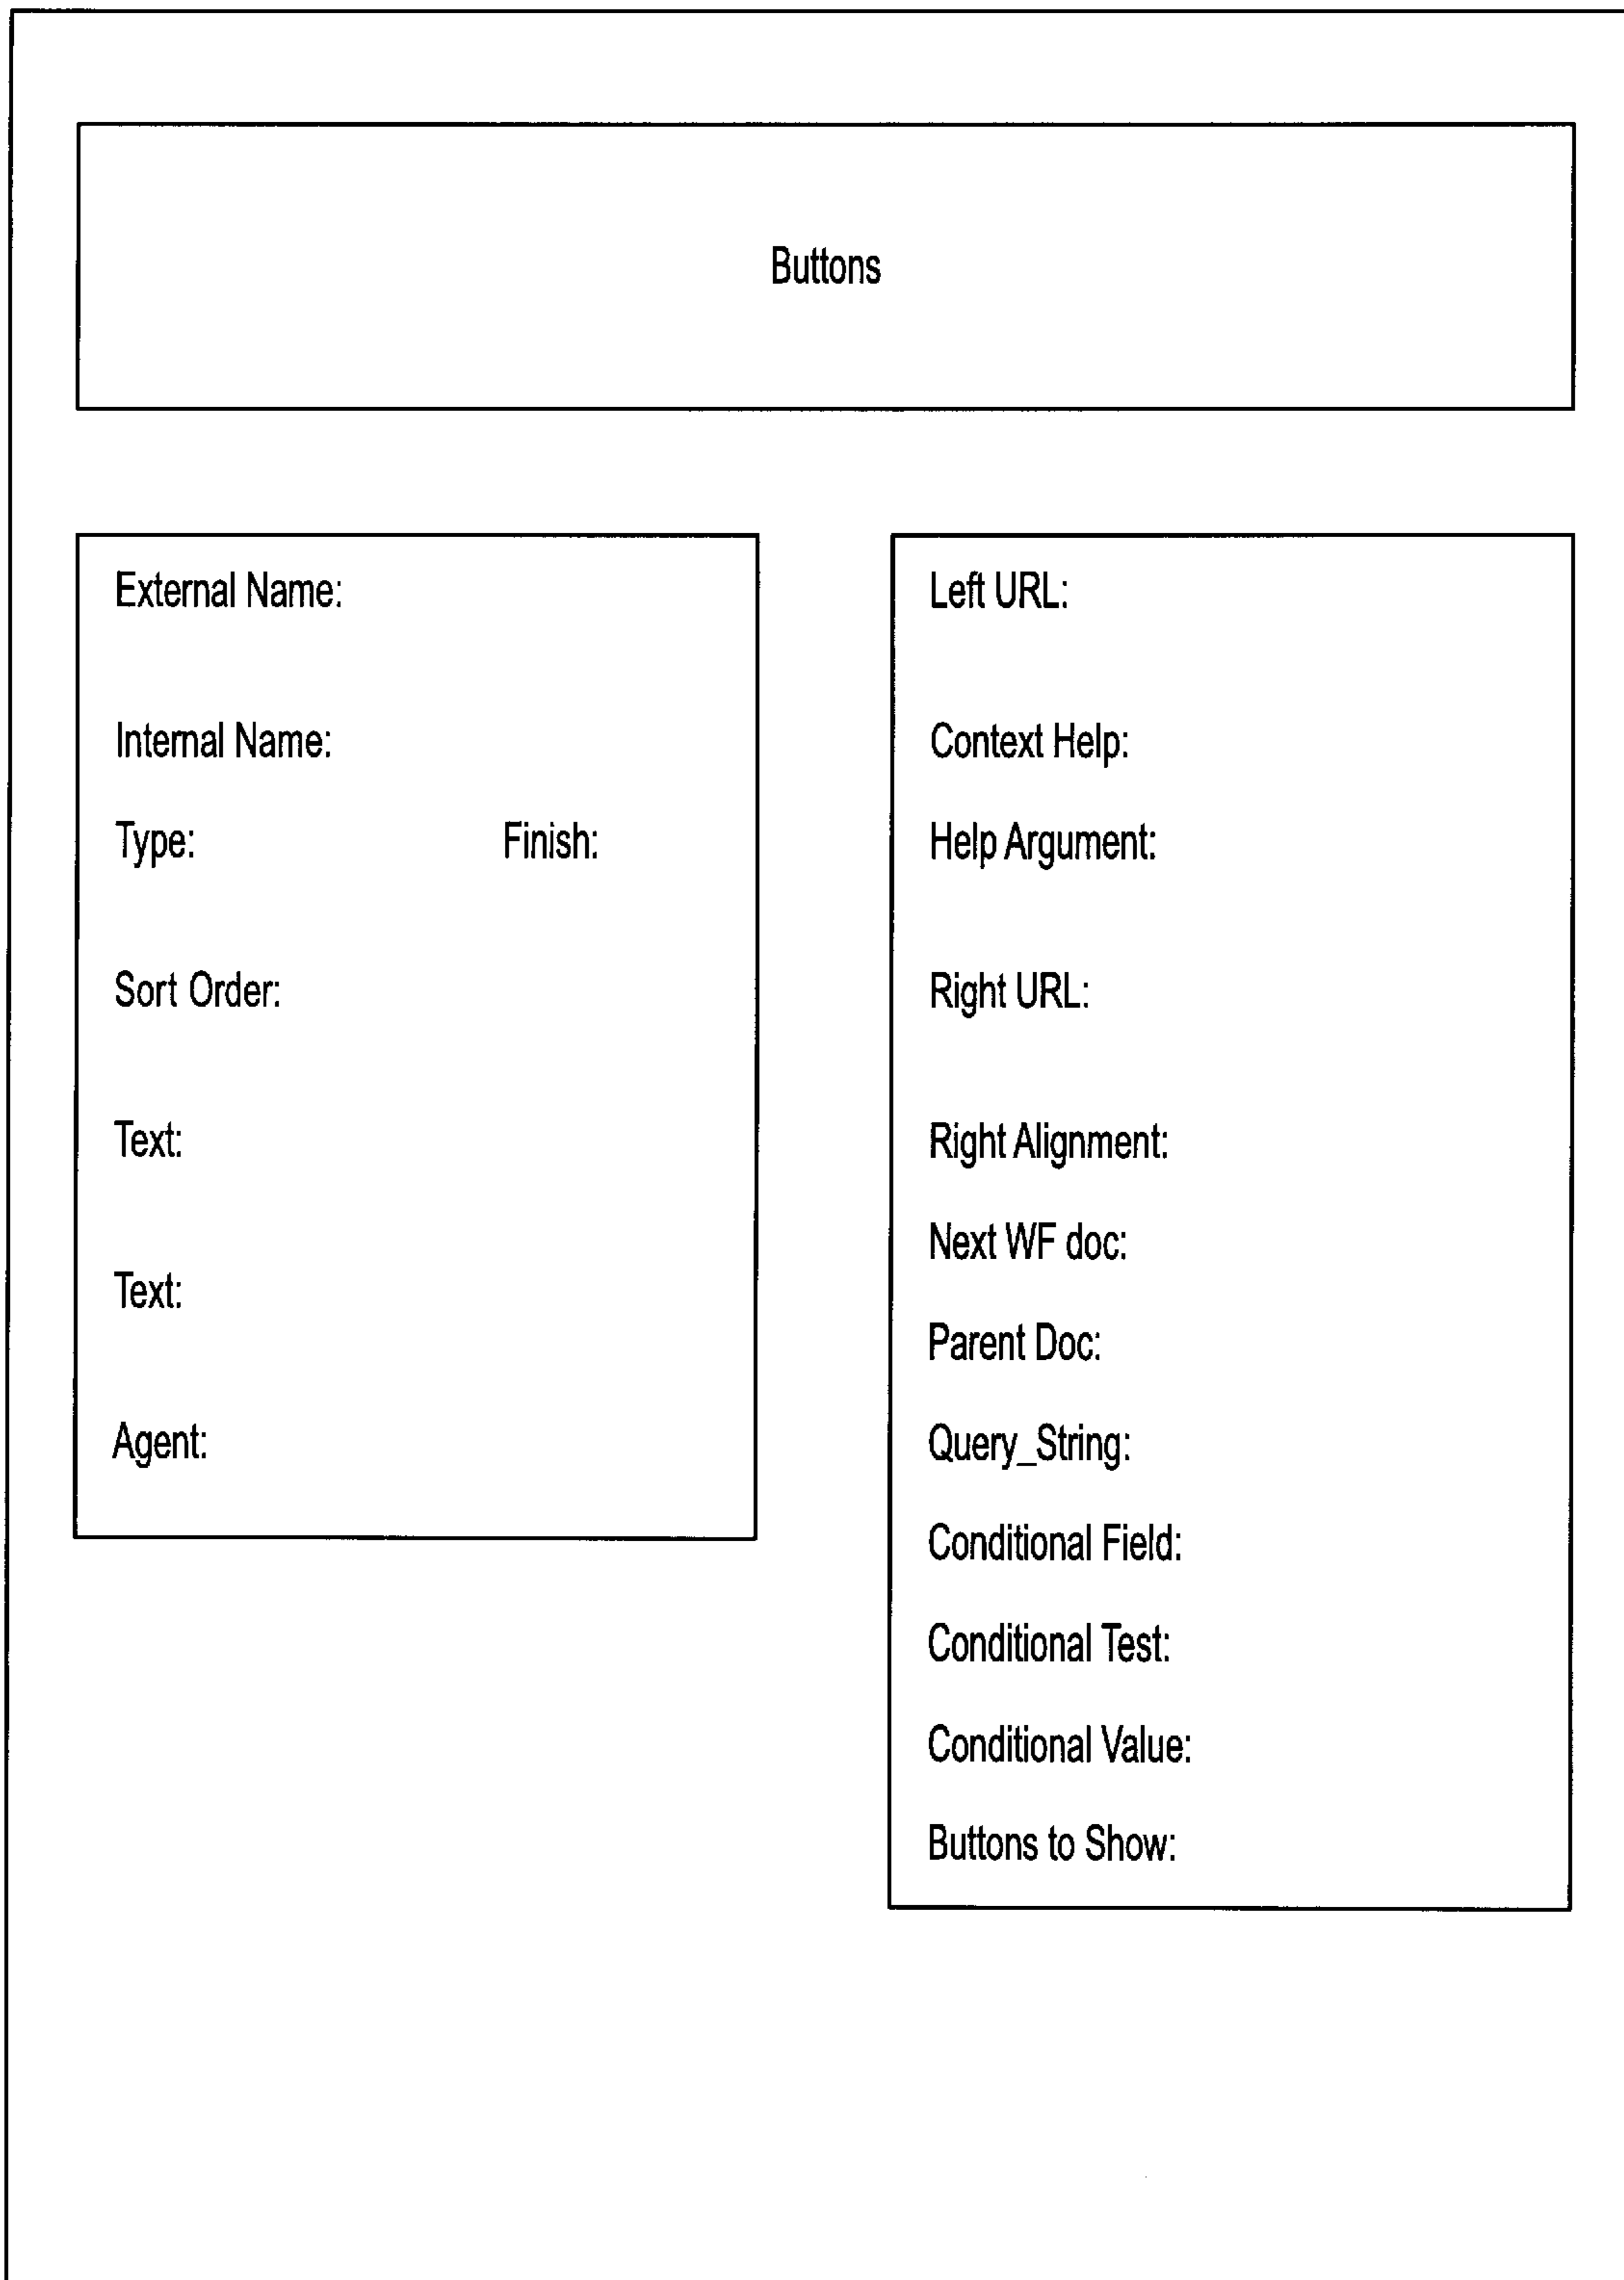 Buttons
External Name:
Internal Name:
Type: Finish:
Sort Order:
Text:
Text:
Agent:
Left URL:
Context Help:
Help Argument:
Right URL:
Right Alignment:
Next WF doc:
Parent Doc:
Query_String:
Conditional Field:
Conditional Test:
Conditional Value:
Buttons to Show: